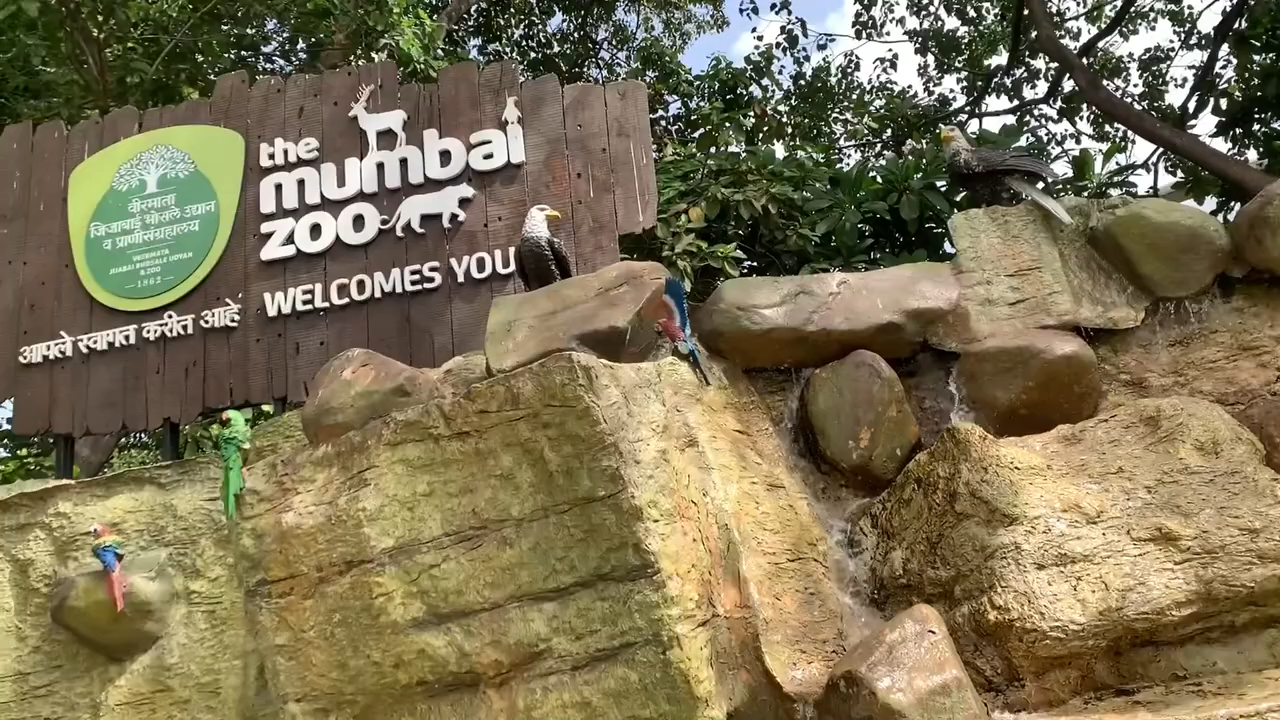 वीरमाता
जिजाबाई भोसले उद्यान
व प्राणीसंग्रहालय
VEERMATA
JIJABAI BHOSALE UDYAN
& ZOO
1862
आपले स्वागत करीत आहे
the
mumbai
zoo
WELCOMES YOU